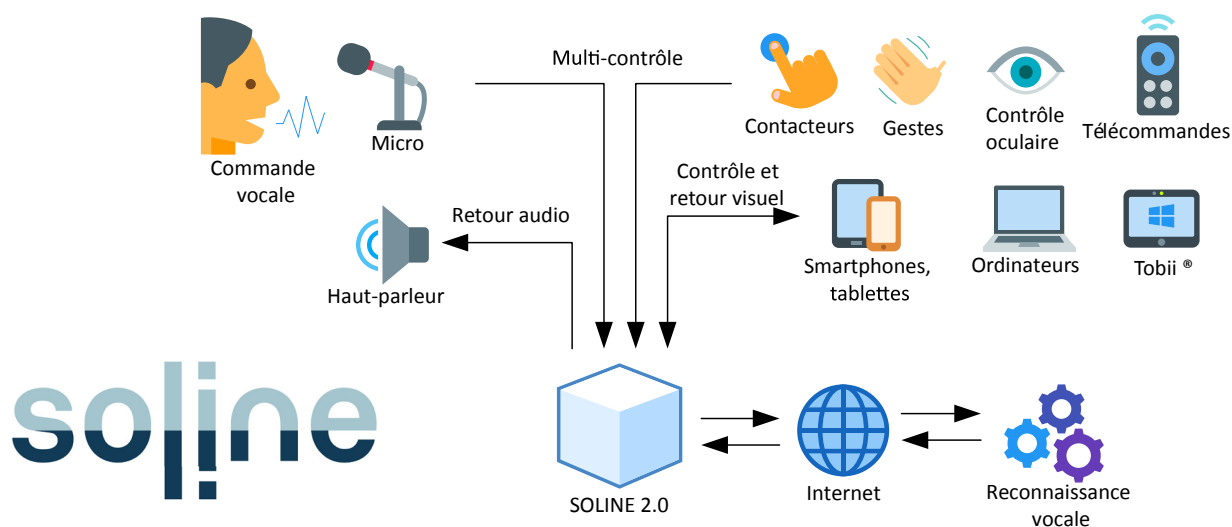 Multi-contrôle
Commande
vocale
Micro
Contacteurs
Gestes
Contrôle
oculaire
Télécommandes
Retour audio
Haut-parleur
Contrôle et
retour visuel
Smartphones,
tablettes
Ordinateurs
Tobii ®
soline
SOLINE 2.0
Internet
Reconnaissance
vocale